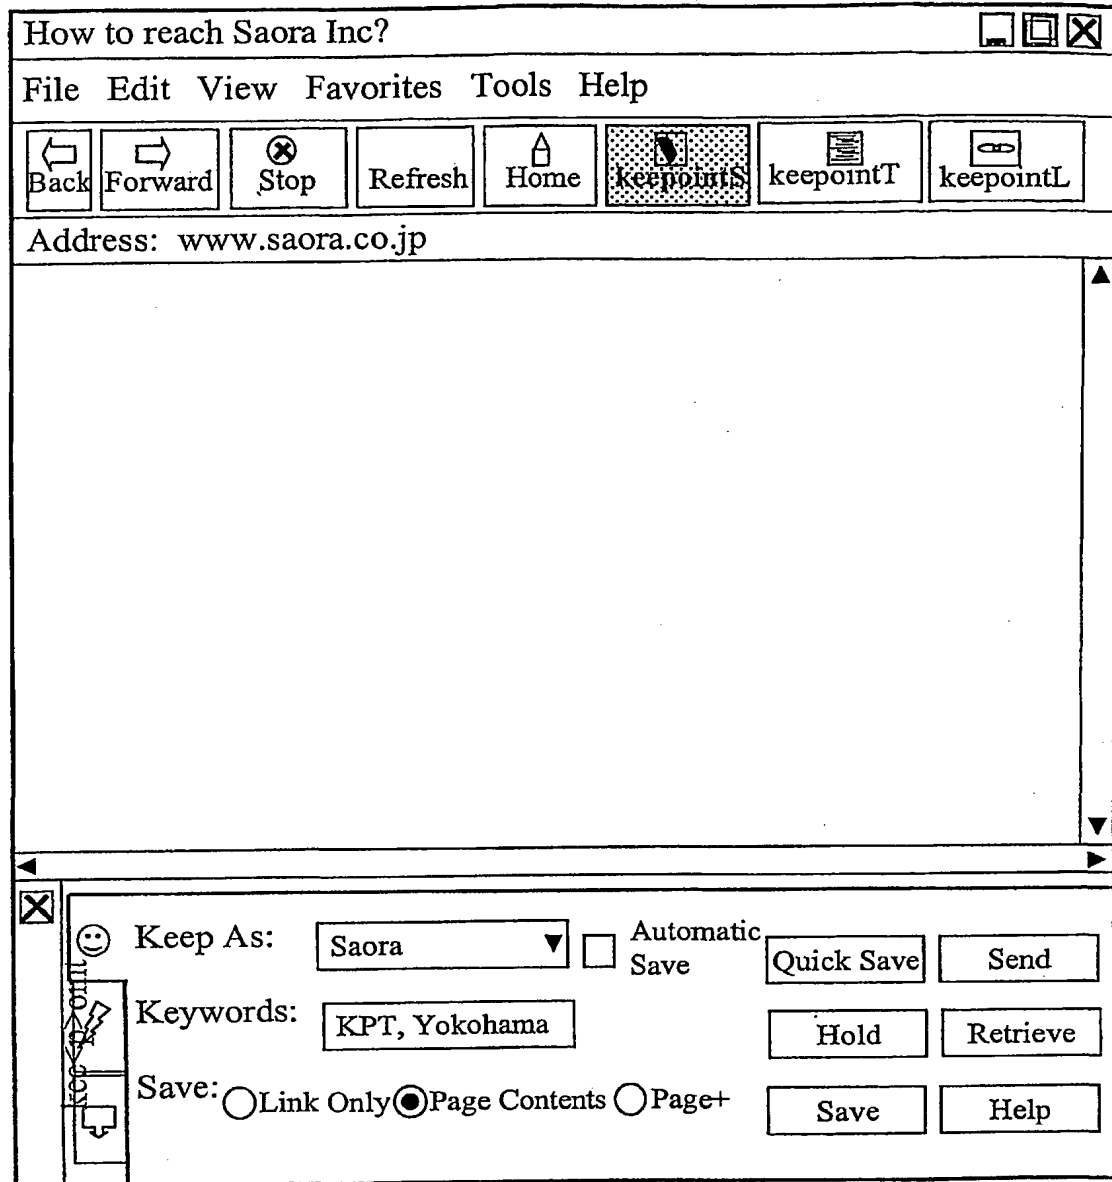 How to reach Saora Inc?
File Edit View Favorites Tools Help
Back Forward Stop Refresh Home keepointS keepointT keepointL
Address: www.saora.co.jp
Keep As: Saora Automatic Save Quick Save Send
Keywords: KPT, Yokohama Hold Retrieve
Save: Link Only Page Contents Page+ Save Help